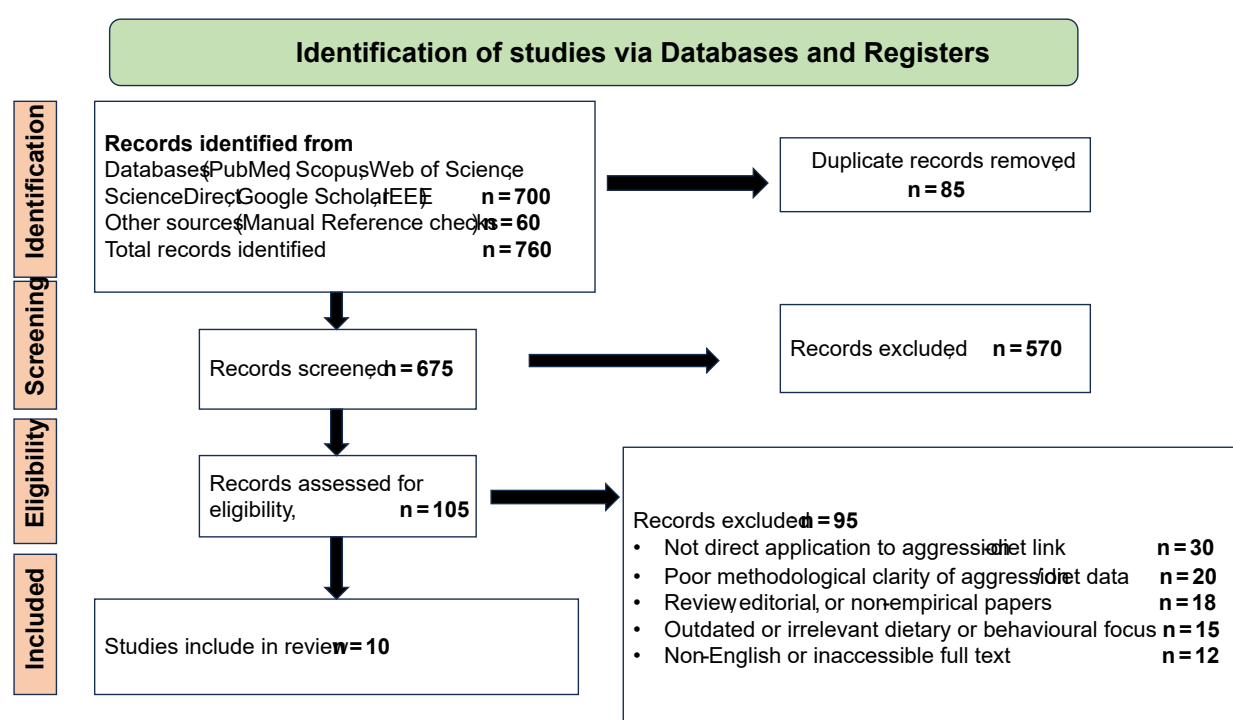 Identification of studies via Databases and Registers
Identification
Records identified from
Databases (PubMed, Scopus, Web of Science,
ScienceDirect, Google Scholar, IEEE) n = 700
Other sources (Manual Reference checks) n = 60
Total records identified n = 760
Duplicate records removed,
n = 85
Screening
Records screened, n = 675
Records excluded, n = 570
Eligibility
Records assessed for
eligibility, n = 105
Records excluded n = 95
• Not direct application to aggression-diet link n = 30
• Poor methodological clarity of aggression/diet data n = 20
• Review, editorial, or non-empirical papers n = 18
• Outdated or irrelevant dietary or behavioural focus n = 15
• Non-English or inaccessible full text n = 12
Included
Studies include in review n = 10